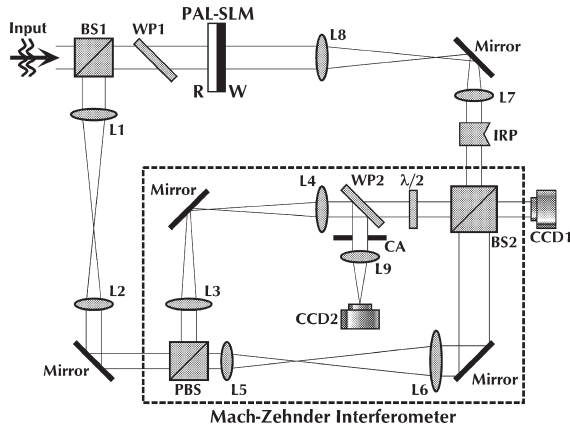 Input
BS1
WP1
PAL-SLM
R W
L8
Mirror
L7
IRP
L1
Mirror
L4
WP2
λ/2
BS2
CCD1
CA
L9
CCD2
L2
L3
Mirror
PBS
L5
L6
Mirror
Mach-Zehnder Interferometer